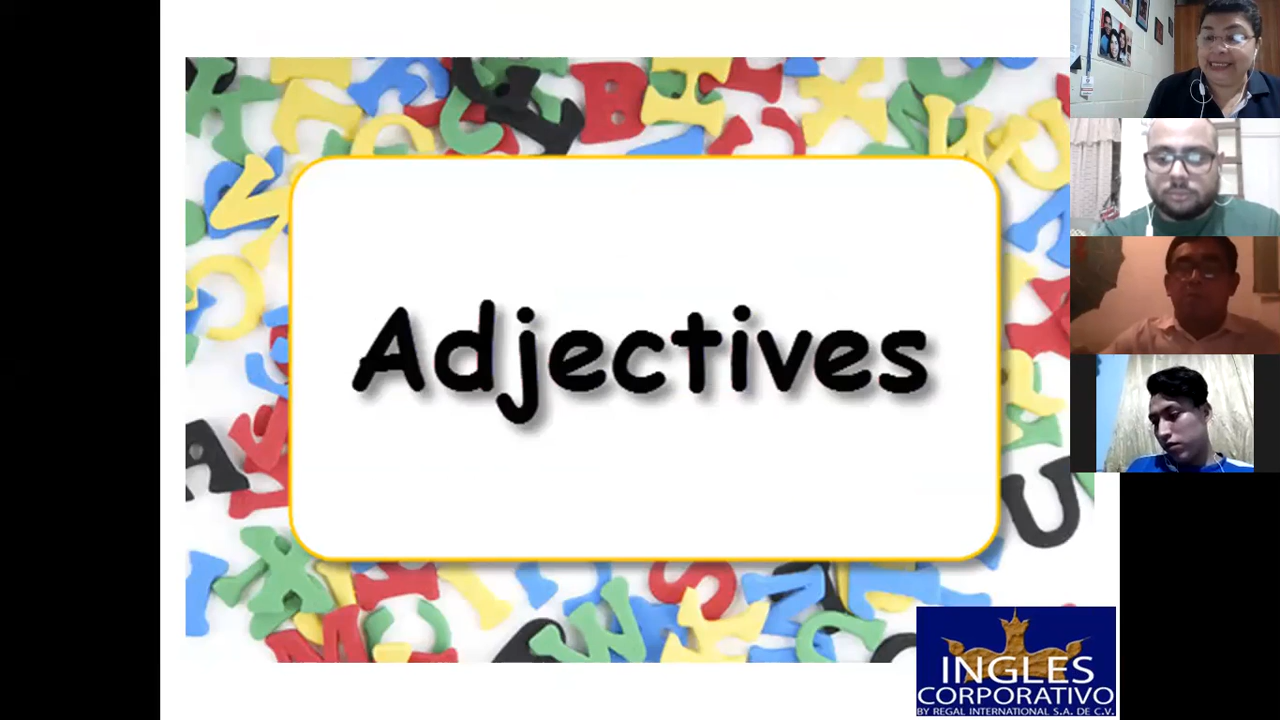 Adjectives
INGLES
CORPORATIVO
BY REGAL INTERNATIONAL S.A. DE C.V.